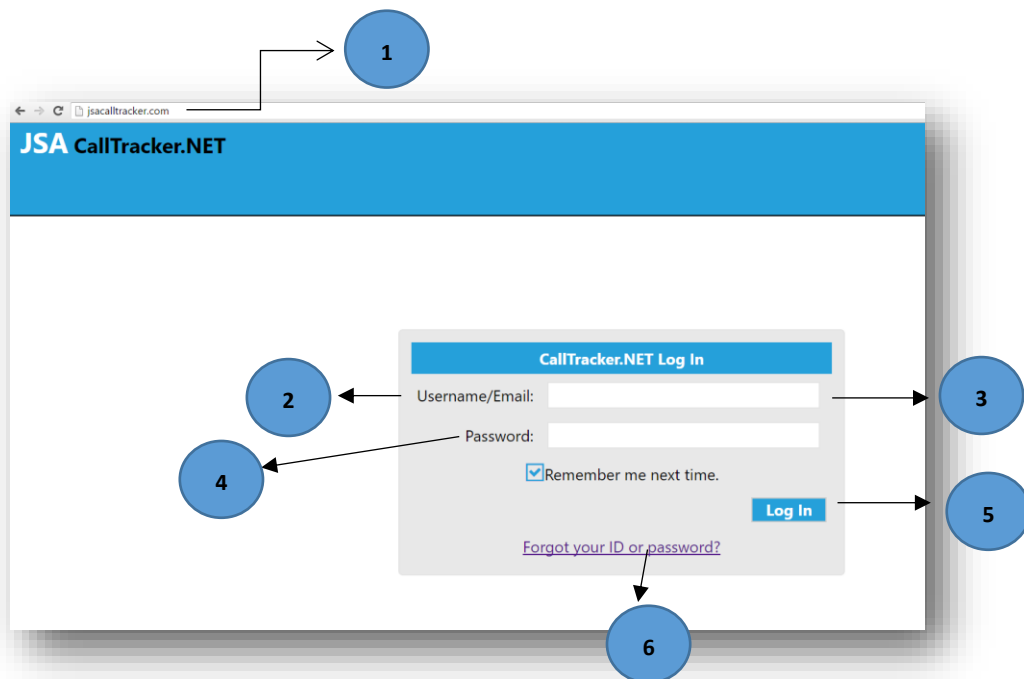 1
jsacalltracker.com
JSA CallTracker.NET
CallTracker.NET Log In
2
Username/Email:
3
Password:
4
Remember me next time.
Log In
5
Forgot your ID or password?
6